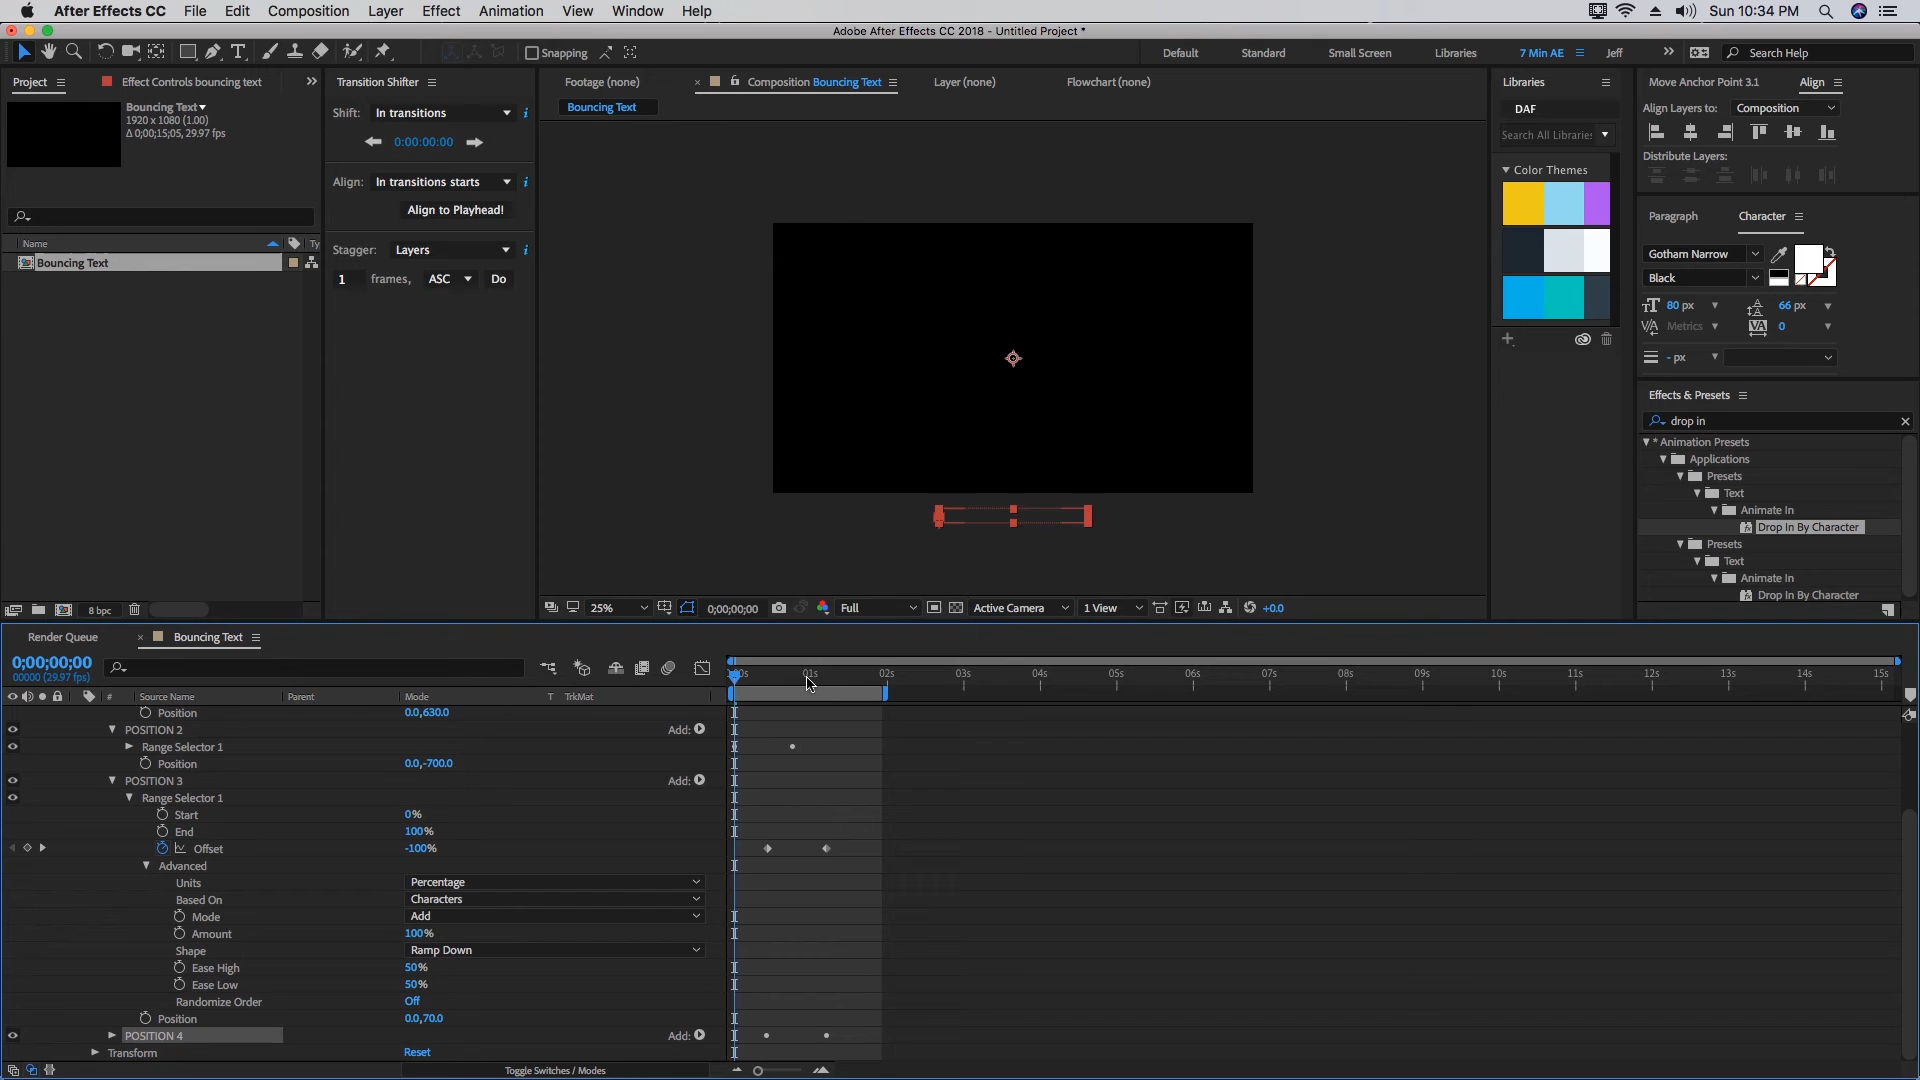 After Effects CC File Edit Composition Layer Effect Animation View Window Help Sun 10:34 PM
Adobe After Effects CC 2018 - Untitled Project *
Snapping Default Standard Small Screen Libraries 7 Min AE Jeff Search Help
Project Effect Controls bouncing text
Bouncing Text
1920 x 1080 (1.00)
Δ 0;00;15;05, 29.97 fps
Name Ty
Bouncing Text
8 bpc
Transition Shifter
Shift: In transitions
0:00:00:00
Align: In transitions starts
Align to Playhead!
Stagger: Layers
1 frames, ASC Do
Footage (none) Composition Bouncing Text Layer (none) Flowchart (none)
Bouncing Text
25% 0;00;00;00 Full Active Camera 1 View +0.0
Libraries
DAF
Search All Libraries
Color Themes
Move Anchor Point 3.1 Align
Align Layers to: Composition
Distribute Layers:
Paragraph Character
Gotham Narrow
Black
80 px 66 px
Metrics 0
- px
Effects & Presets
drop in
* Animation Presets
Applications
Presets
Text
Animate In
Drop In By Character
Presets
Text
Animate In
Drop In By Character
Render Queue Bouncing Text
0;00;00;00
00000 (29.97 fps)
01s 02s 03s 04s 05s 06s 07s 08s 09s 10s 11s 12s 13s 14s 15s
# Source Name Parent Mode T TrkMat
Position 0.0,630.0
POSITION 2 Add:
Range Selector 1
Position 0.0,-700.0
POSITION 3 Add:
Range Selector 1
Start 0%
End 100%
Offset -100%
Advanced
Units Percentage
Based On Characters
Mode Add
Amount 100%
Shape Ramp Down
Ease High 50%
Ease Low 50%
Randomize Order Off
Position 0.0,70.0
POSITION 4 Add:
Transform Reset
Toggle Switches / Modes